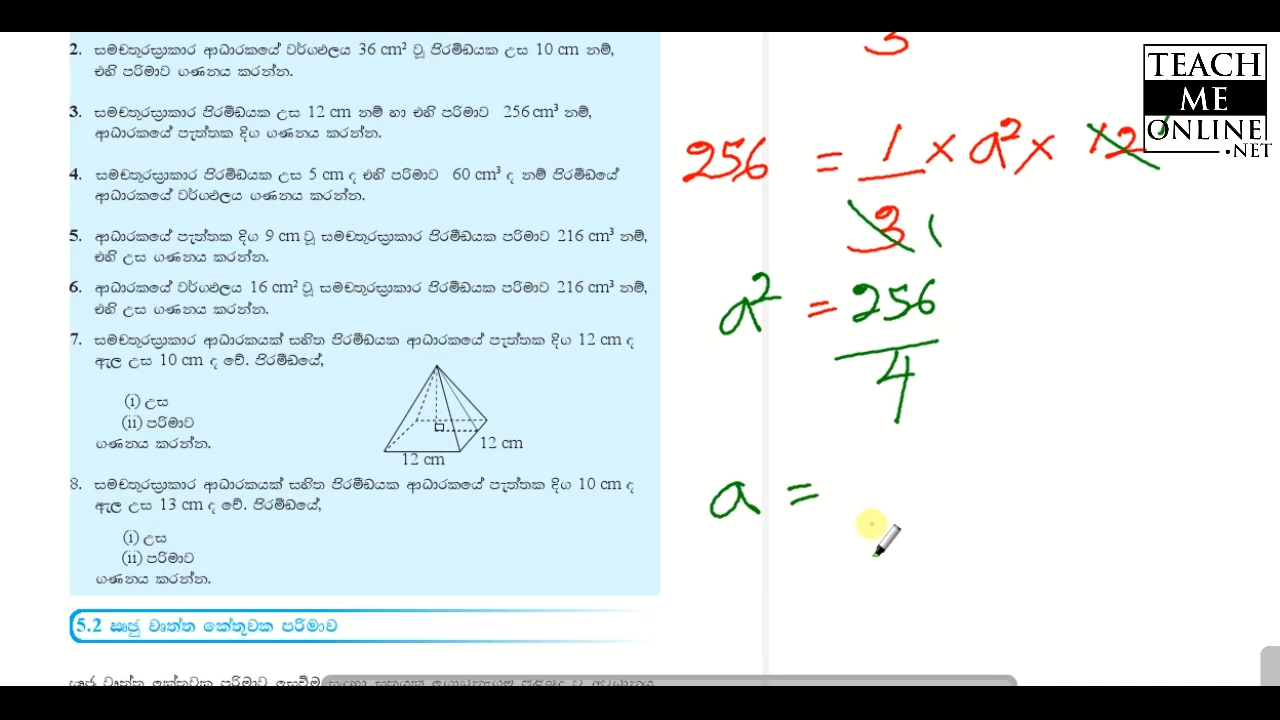 2. සමචතුරස්‍රාකාර ආධාරකයේ වර්ගඵලය 36 cm² වූ පිරමීඩයක උස 10 cm නම්,
එහි පරිමාව ගණනය කරන්න.
3. සමචතුරස්‍රාකාර පිරමීඩයක උස 12 cm නම් හා එහි පරිමාව 256 cm³ නම්,
ආධාරකයේ පැත්තක දිග ගණනය කරන්න.
4. සමචතුරස්‍රාකාර පිරමීඩයක උස 5 cm ද එහි පරිමාව 60 cm³ ද නම් පිරමීඩයේ
ආධාරකයේ වර්ගඵලය ගණනය කරන්න.
5. ආධාරකයේ පැත්තක දිග 9 cm වූ සමචතුරස්‍රාකාර පිරමීඩයක පරිමාව 216 cm³ නම්,
එහි උස ගණනය කරන්න.
6. ආධාරකයේ වර්ගඵලය 16 cm² වූ සමචතුරස්‍රාකාර පිරමීඩයක පරිමාව 216 cm³ නම්,
එහි උස ගණනය කරන්න.
7. සමචතුරස්‍රාකාර ආධාරකයක් සහිත පිරමීඩයක ආධාරකයේ පැත්තක දිග 12 cm ද
ඇල උස 10 cm ද වේ. පිරමීඩයේ,
(i) උස
(ii) පරිමාව
ගණනය කරන්න.
12 cm
12 cm
8. සමචතුරස්‍රාකාර ආධාරකයක් සහිත පිරමීඩයක ආධාරකයේ පැත්තක දිග 10 cm ද
ඇල උස 13 cm ද වේ. පිරමීඩයේ,
(i) උස
(ii) පරිමාව
ගණනය කරන්න.
5.2 සෘජු වෘත්ත කේතුවක පරිමාව
3
256 = 1 × a² × 12
3 1
a² = 256
4
a =
TEACH
ME
ONLINE
.NET